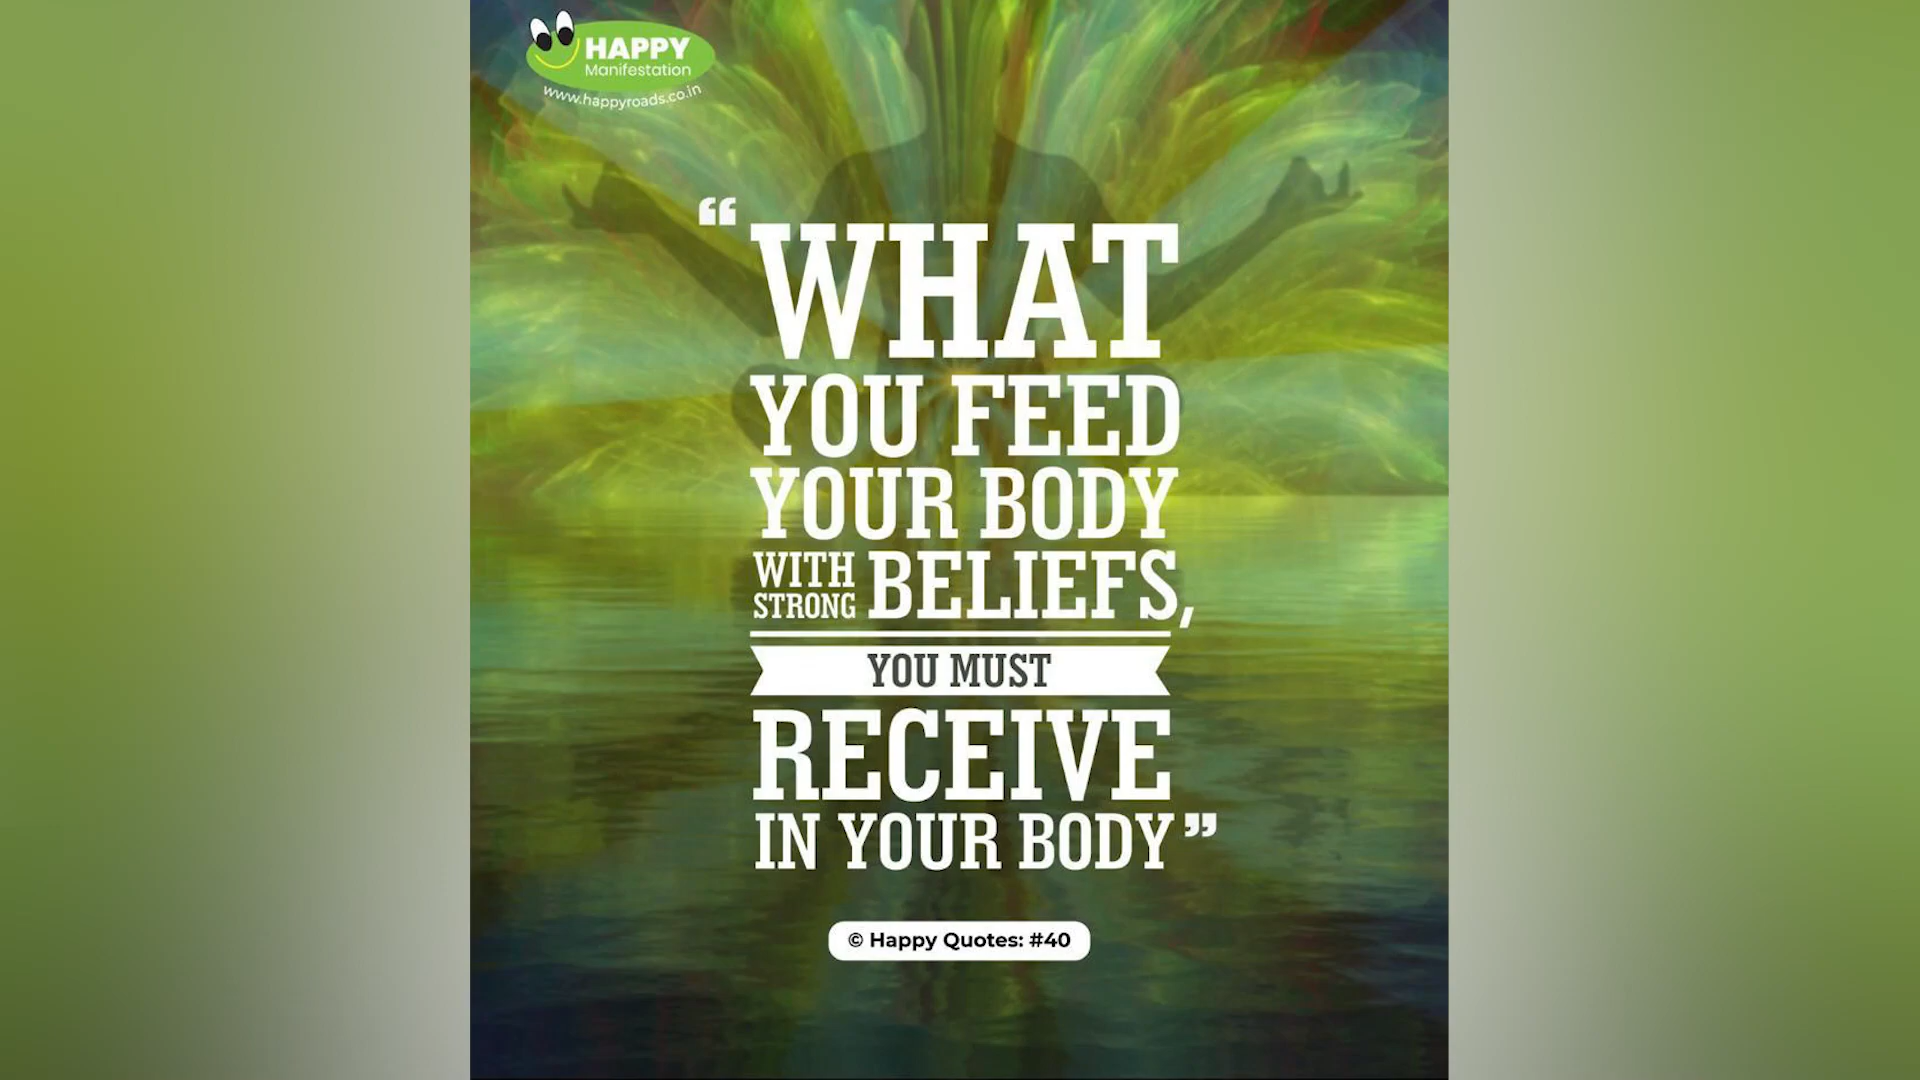 HAPPY
Manifestation
www.happyroads.co.in
“WHAT
YOU FEED
YOUR BODY
WITH STRONG BELIEFS,
YOU MUST
RECEIVE
IN YOUR BODY”
© Happy Quotes: #40